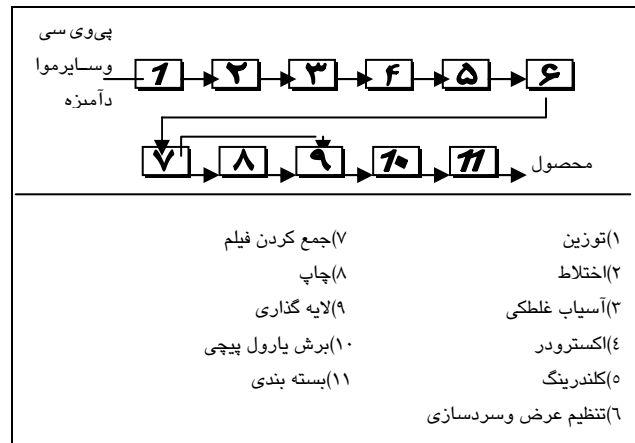 پی‌وی سی
وسـایرموا
دآمیزه
۱ ۲ ۳ ۴ ۵ ۶
۷ ۸ ۹ ۱۰ ۱۱ محصول
۱)توزین
۲)اختلاط
۳)آسیاب غلطکی
٤)اکسترودر
٥)کلندرینگ
٦)تنظیم عرض وسردسازی
۷)جمع کردن فیلم
۸)چاپ
۹)لایه گذاری
۱۰)برش یارول پیچی
۱۱)بسته بندی